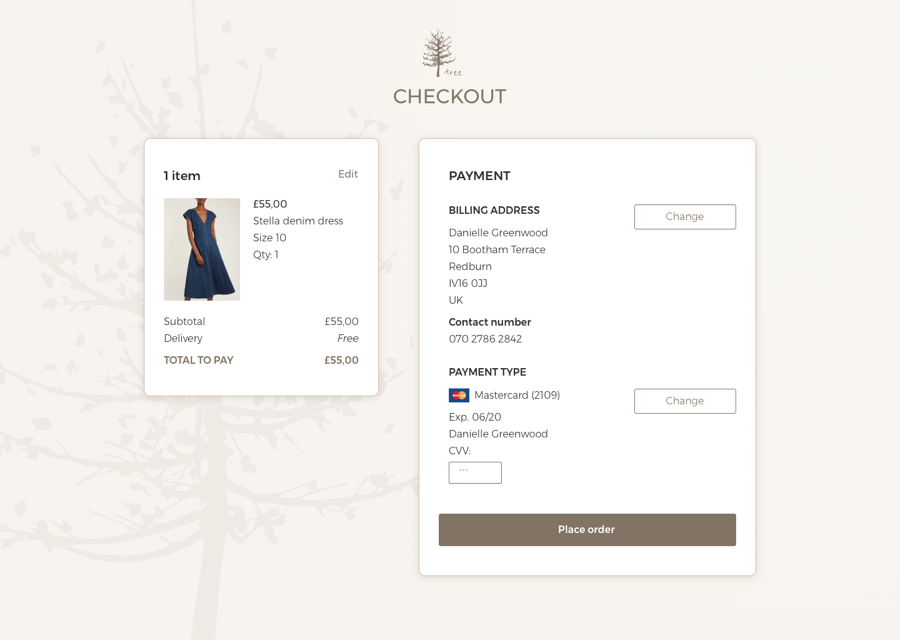 tree
CHECKOUT
1 item
Edit
£55,00
Stella denim dress
Size 10
Qty: 1
Subtotal £55,00
Delivery Free
TOTAL TO PAY £55,00
PAYMENT
BILLING ADDRESS
Change
Danielle Greenwood
10 Bootham Terrace
Redburn
IV16 0JJ
UK
Contact number
070 2786 2842
PAYMENT TYPE
Mastercard (2109)
Change
Exp. 06/20
Danielle Greenwood
CVV:
***
Place order